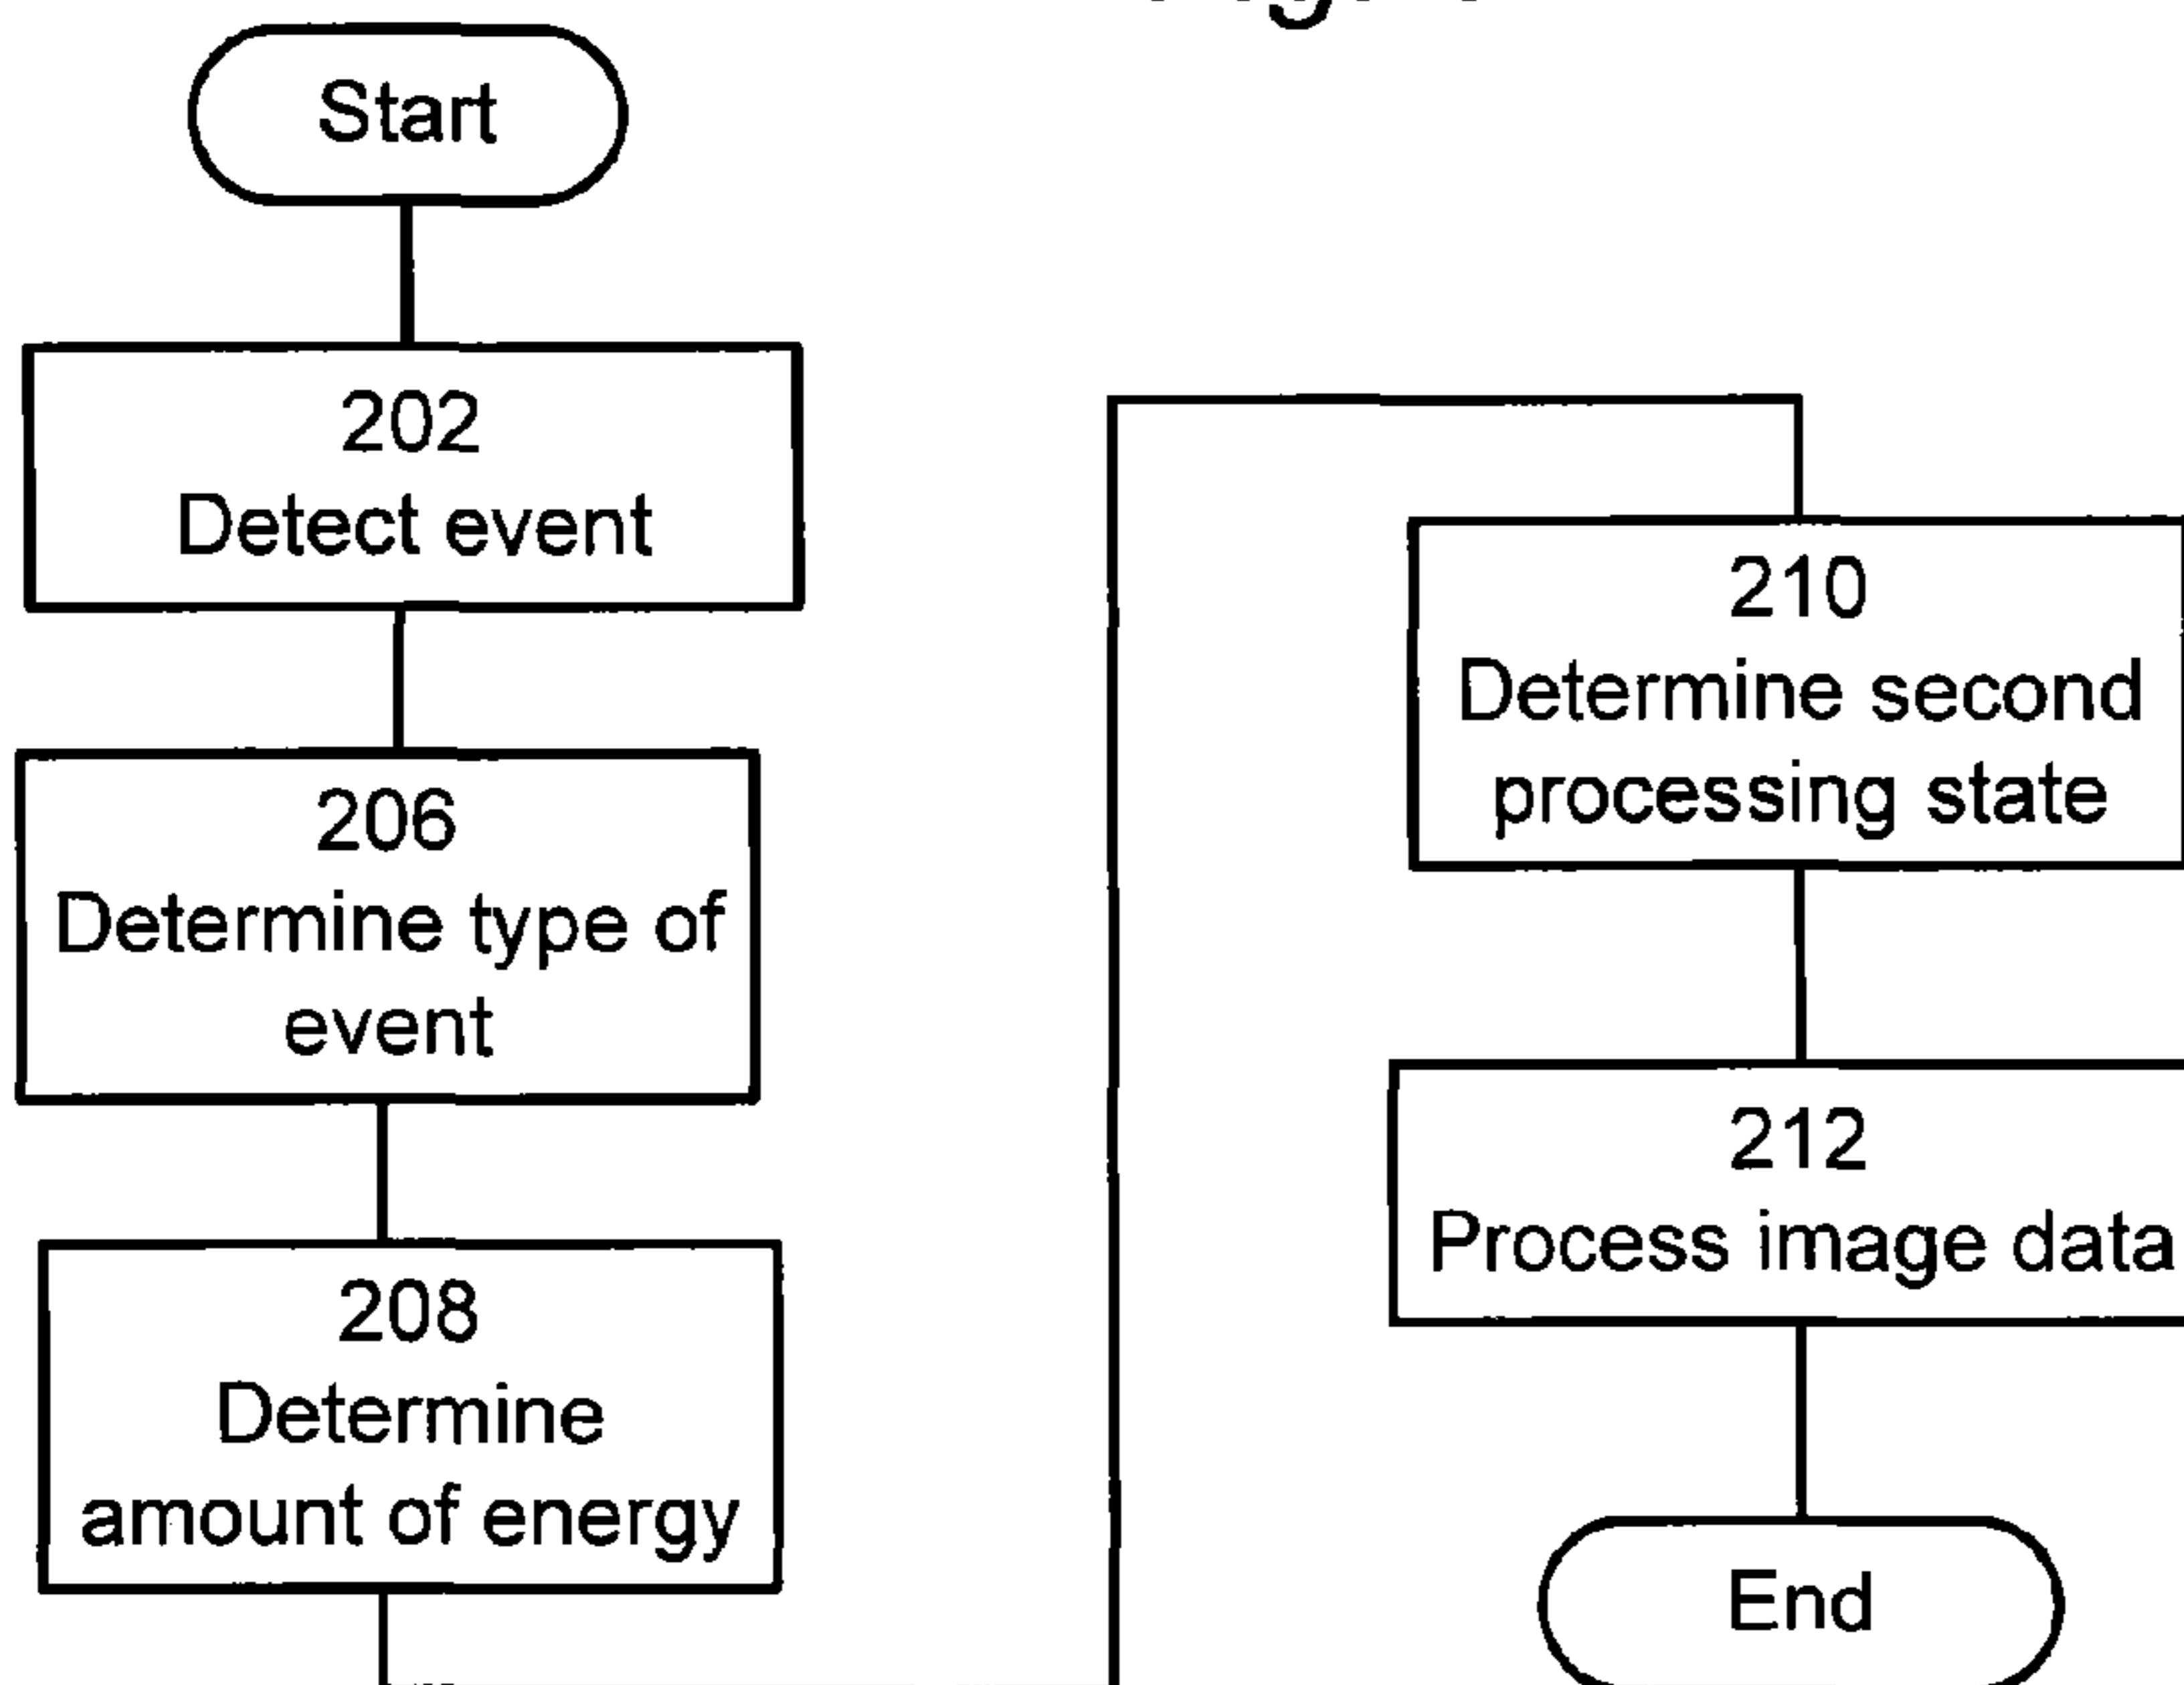 Start
202
Detect event
206
Determine type of
event
208
Determine
amount of energy
210
Determine second
processing state
212
Process image data
End